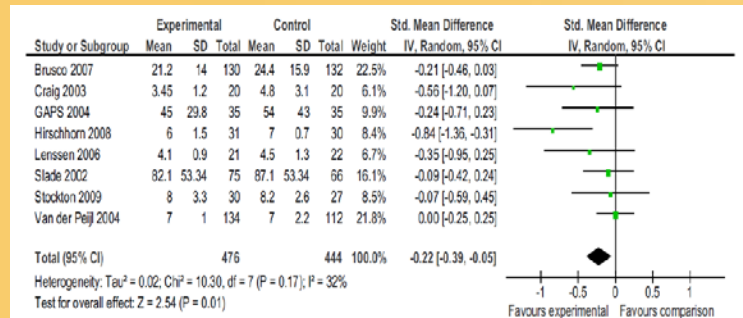 Experimental Control Std. Mean Difference Std. Mean Difference
Study or Subgroup Mean SD Total Mean SD Total Weight IV, Random, 95% CI IV, Random, 95% CI
Brusco 2007 21.2 14 130 24.4 15.9 132 22.5% -0.21 [-0.46, 0.03]
Craig 2003 3.45 1.2 20 4.8 3.1 20 5.6% -0.56 [-1.20, 0.07]
GAPS 2004 45 29.8 35 54 43 35 9.3% -0.24 [-0.71, 0.23]
Hirschhorn 2008 6 1.5 31 7 0.7 30 8.4% -0.84 [-1.36, -0.31]
Lenssen 2006 4.1 0.9 21 4.5 1.3 22 6.1% -0.35 [-0.95, 0.25]
Slade 2002 82.1 53.34 75 87.1 53.34 66 16.1% -0.09 [-0.42, 0.24]
Stockton 2009 8 3.3 30 8.2 2.6 27 8.2% -0.07 [-0.59, 0.45]
Van der Peijl 2004 7 1 134 7 2.2 112 21.8% 0.00 [-0.25, 0.25]
Total (95% CI) 476 444 100.0% -0.22 [-0.39, -0.05]
Heterogeneity: Tau² = 0.02; Chi² = 10.30, df = 7 (P = 0.17); I² = 32%
Test for overall effect: Z = 2.54 (P = 0.01)
-1 -0.5 0 0.5 1
Favours experimental Favours comparison